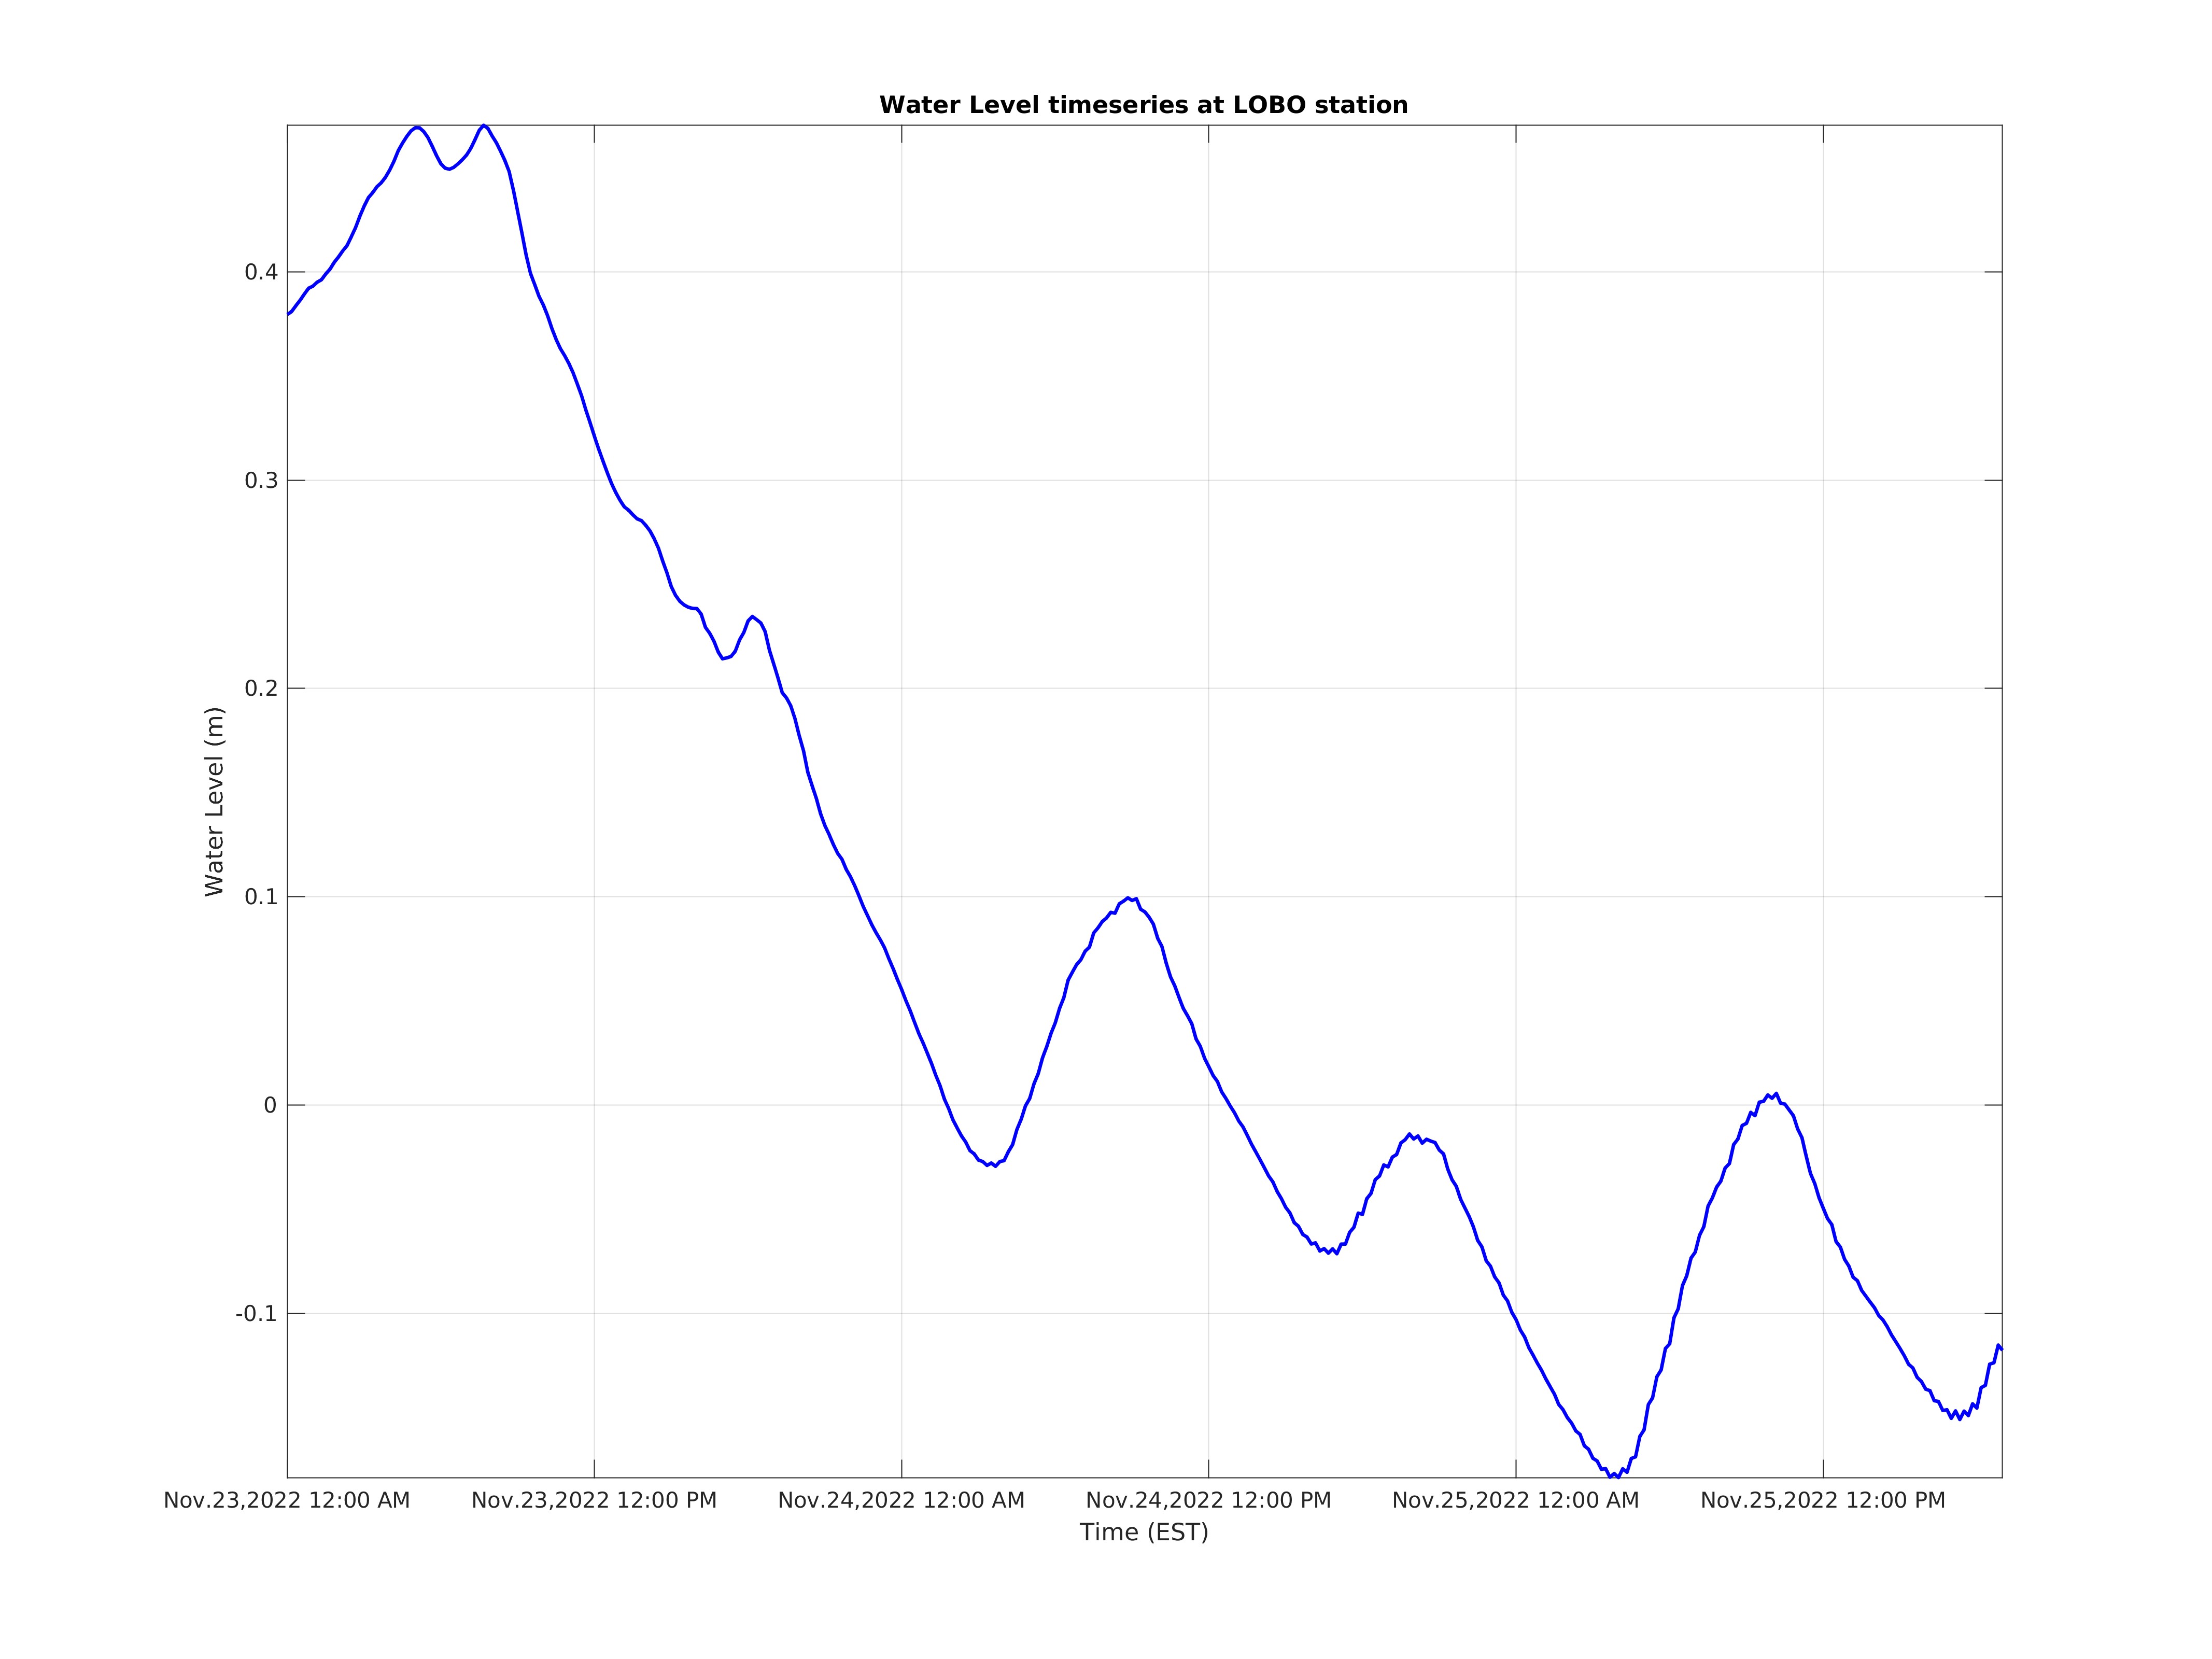 Water Level timeseries at LOBO station
0.4
0.3
0.2
0.1
0
-0.1
Water Level (m)
Nov.23,2022 12:00 AM Nov.23,2022 12:00 PM Nov.24,2022 12:00 AM Nov.24,2022 12:00 PM Nov.25,2022 12:00 AM Nov.25,2022 12:00 PM
Time (EST)